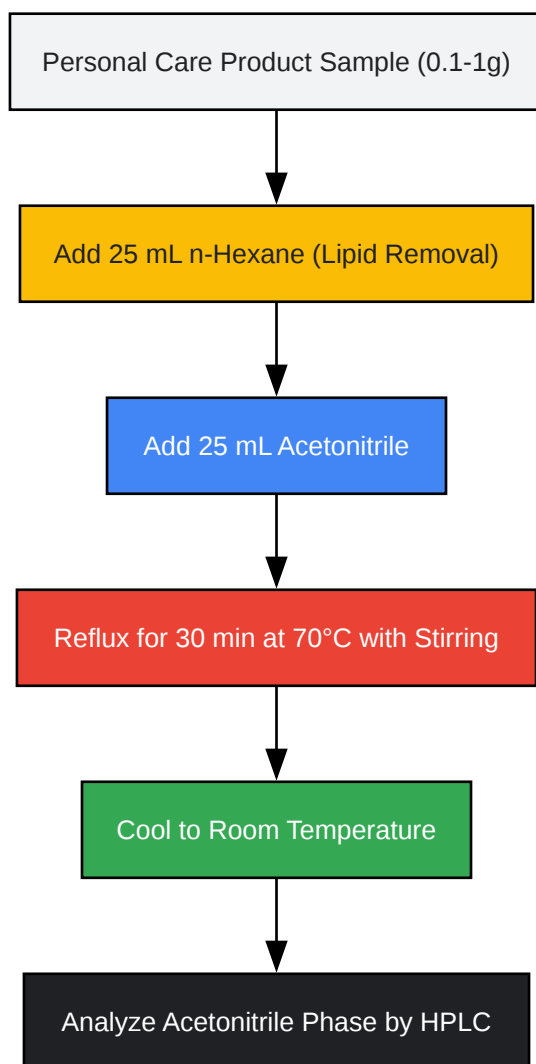 Personal Care Product Sample (0.1-1g)
Add 25 mL n-Hexane (Lipid Removal)
Add 25 mL Acetonitrile
Reflux for 30 min at 70°C with Stirring
Cool to Room Temperature
Analyze Acetonitrile Phase by HPLC